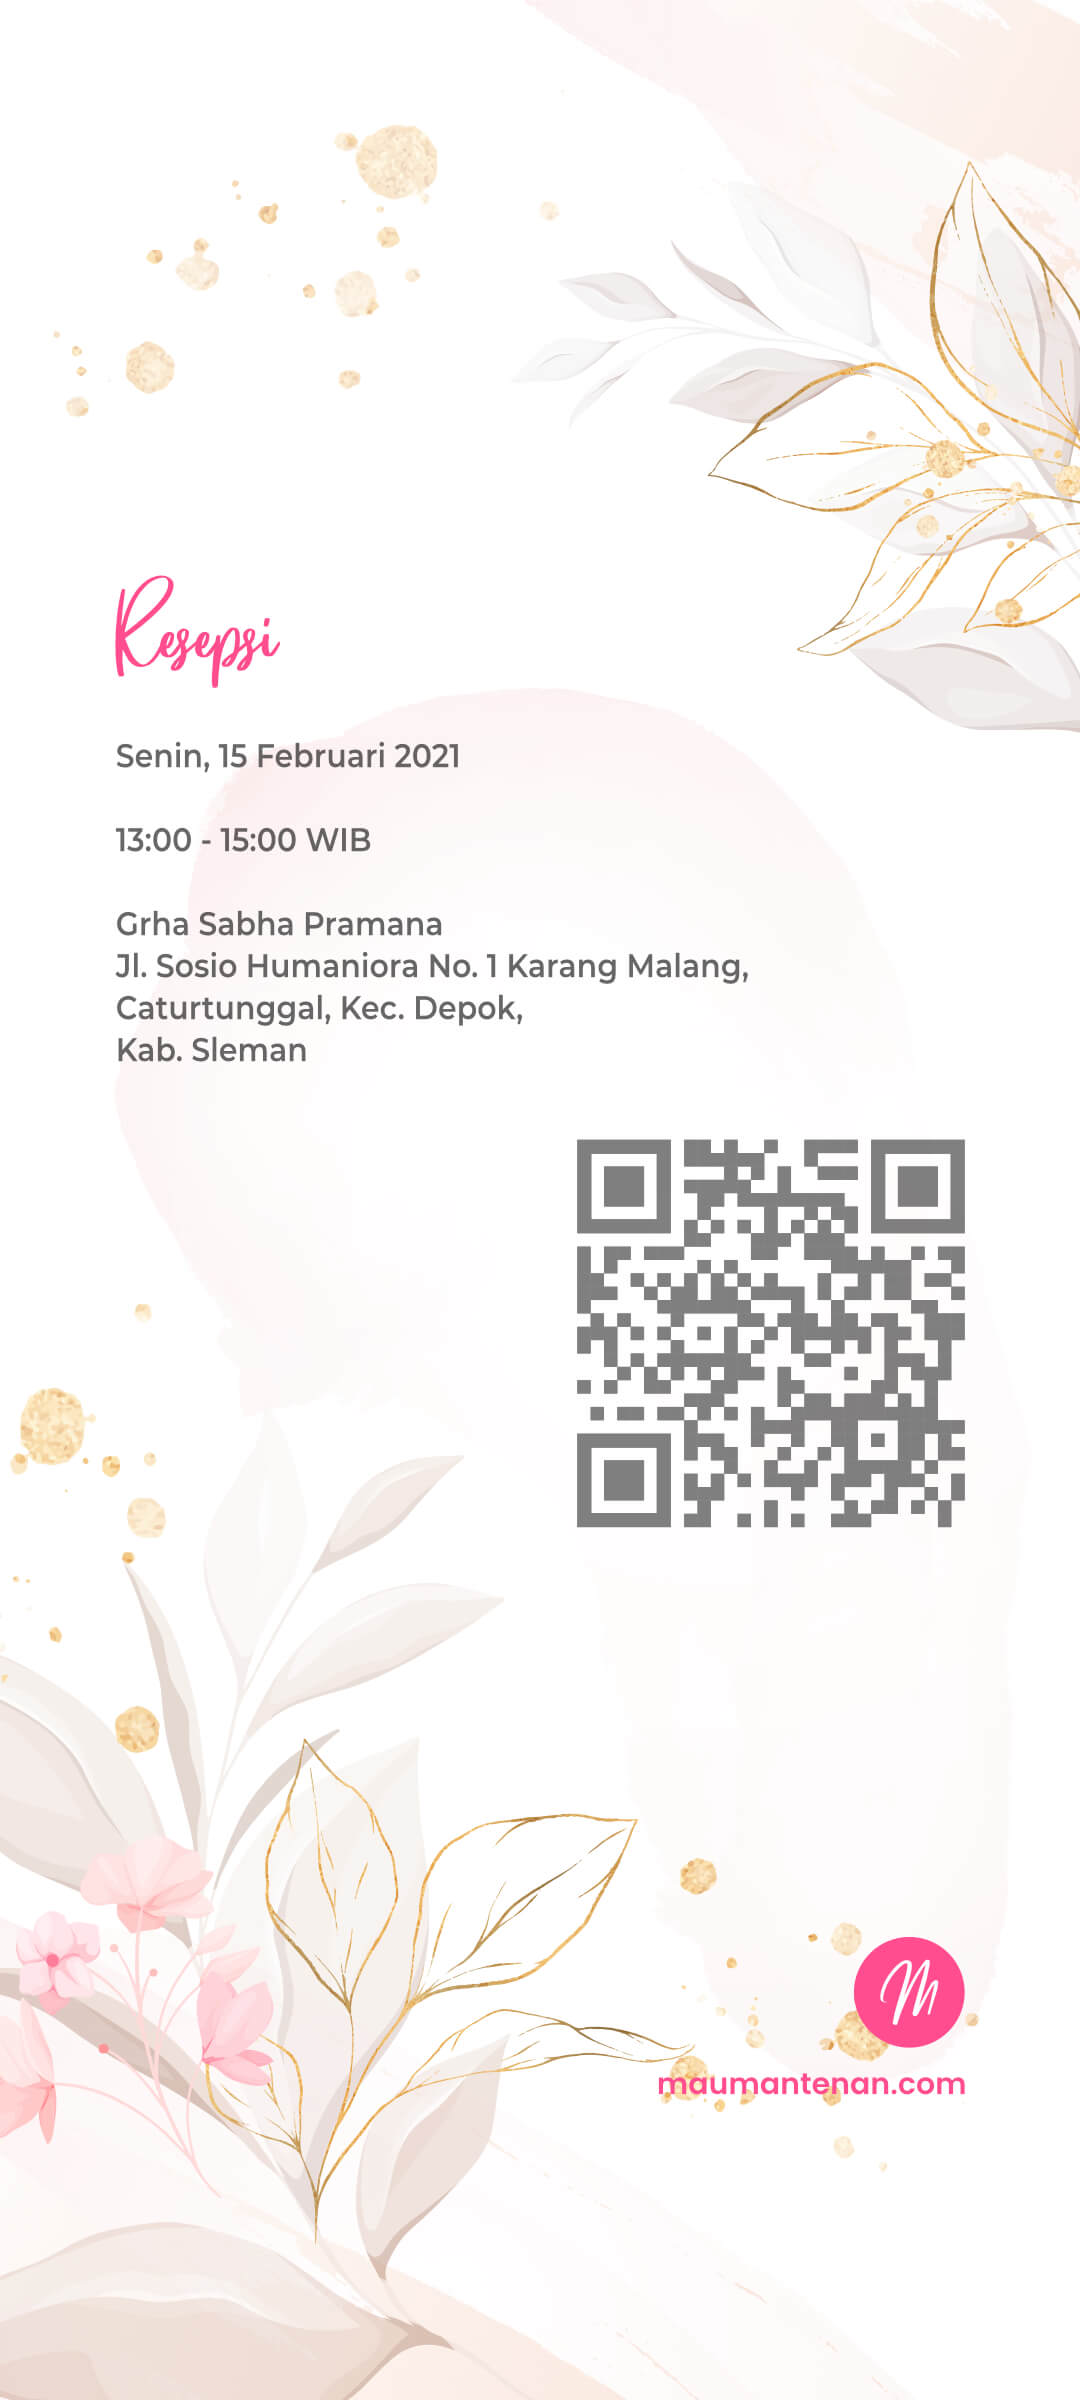 Resepsi
Senin, 15 Februari 2021
13:00 - 15:00 WIB
Grha Sabha Pramana
Jl. Sosio Humaniora No. 1 Karang Malang,
Caturtunggal, Kec. Depok,
Kab. Sleman
M
maumantenan.com